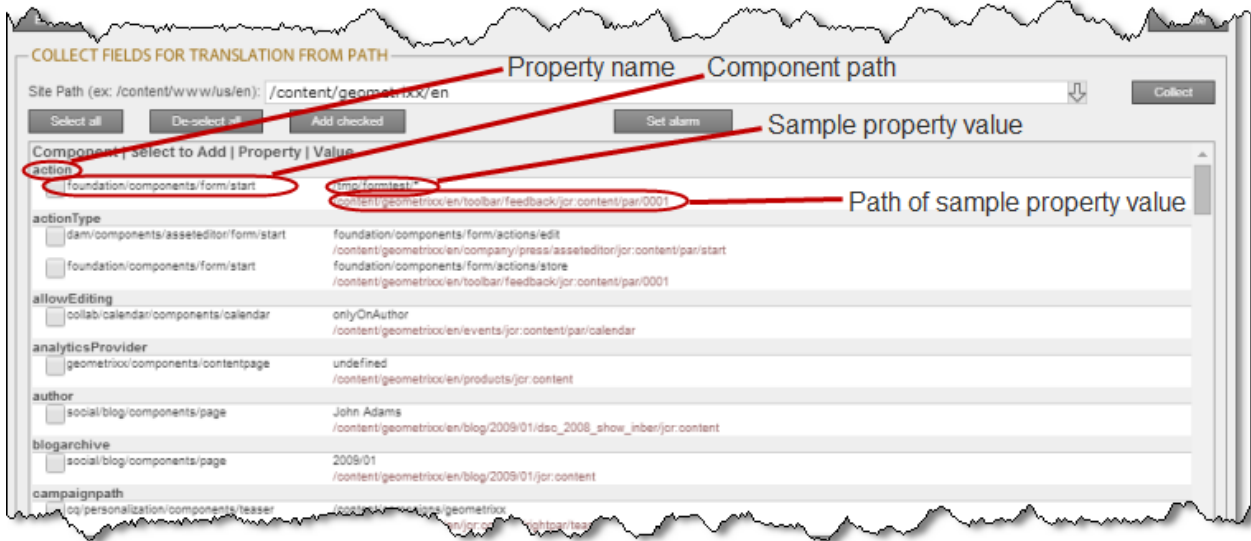 COLLECT FIELDS FOR TRANSLATION FROM PATH
Property name
Component path
Site Path (ex: /content/www/us/en): /content/geometrixx/en
Collect
Select all
De-select all
Add checked
Set alarm
Sample property value
Component | Select to Add | Property | Value
action
foundation/components/form/start
/tmp/formtest/*
/content/geometrixx/en/toolbar/feedback/jcr:content/par/0001
Path of sample property value
actionType
dam/components/asseteditor/form/start
foundation/components/form/actions/edit
/content/geometrixx/en/company/press/asseteditor/jcr:content/par/start
foundation/components/form/start
foundation/components/form/actions/store
/content/geometrixx/en/toolbar/feedback/jcr:content/par/0001
allowEditing
collab/calendar/components/calendar
onlyOnAuthor
/content/geometrixx/en/events/jcr:content/par/calendar
analyticsProvider
geometrixx/components/contentpage
undefined
/content/geometrixx/en/products/jcr:content
author
social/blog/components/page
John Adams
/content/geometrixx/en/blog/2009/01/dsc_2008_show_inber/jcr:content
blogarchive
social/blog/components/page
2009/01
/content/geometrixx/en/blog/2009/01/jcr:content
campaignpath
cq/personalization/components/teaser